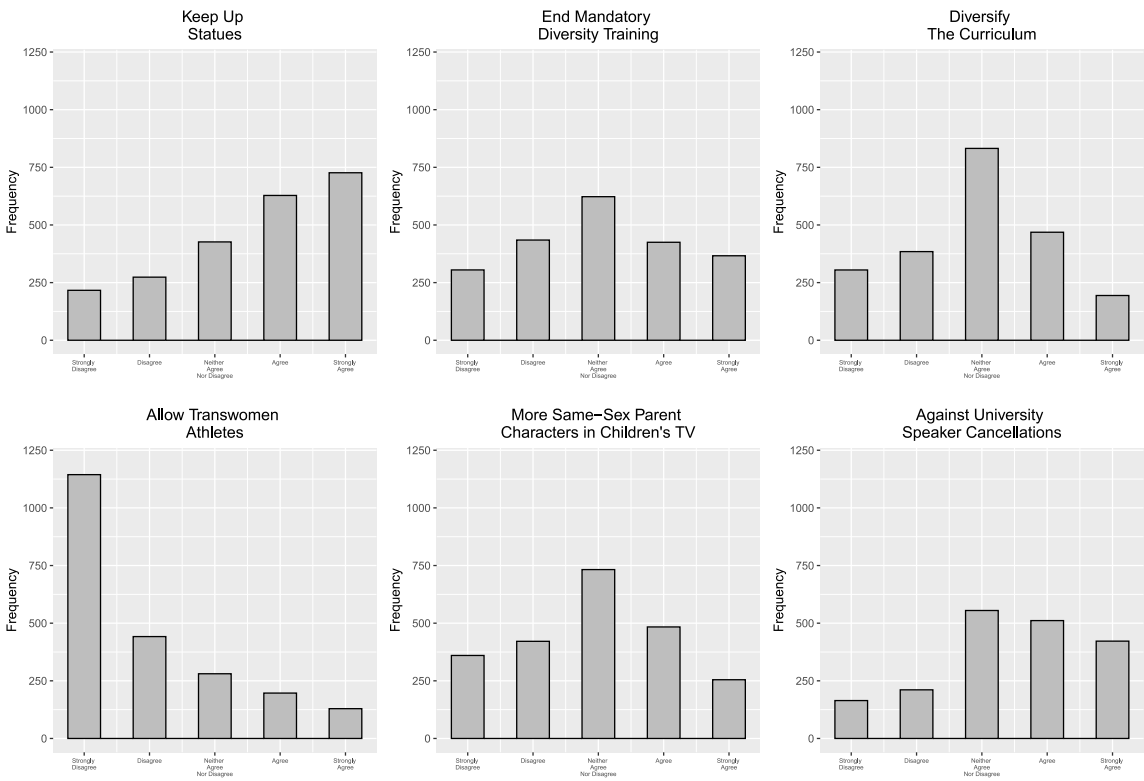 Keep Up
Statues
1250
1000
750
500
250
0
Frequency
Strongly
Disagree
Disagree
Neither
Agree
Nor Disagree
Agree
Strongly
Agree
End Mandatory
Diversity Training
1250
1000
750
500
250
0
Frequency
Strongly
Disagree
Disagree
Neither
Agree
Nor Disagree
Agree
Strongly
Agree
Diversify
The Curriculum
1250
1000
750
500
250
0
Frequency
Strongly
Disagree
Disagree
Neither
Agree
Nor Disagree
Agree
Strongly
Agree
Allow Transwomen
Athletes
1250
1000
750
500
250
0
Frequency
Strongly
Disagree
Disagree
Neither
Agree
Nor Disagree
Agree
Strongly
Agree
More Same−Sex Parent
Characters in Children's TV
1250
1000
750
500
250
0
Frequency
Strongly
Disagree
Disagree
Neither
Agree
Nor Disagree
Agree
Strongly
Agree
Against University
Speaker Cancellations
1250
1000
750
500
250
0
Frequency
Strongly
Disagree
Disagree
Neither
Agree
Nor Disagree
Agree
Strongly
Agree